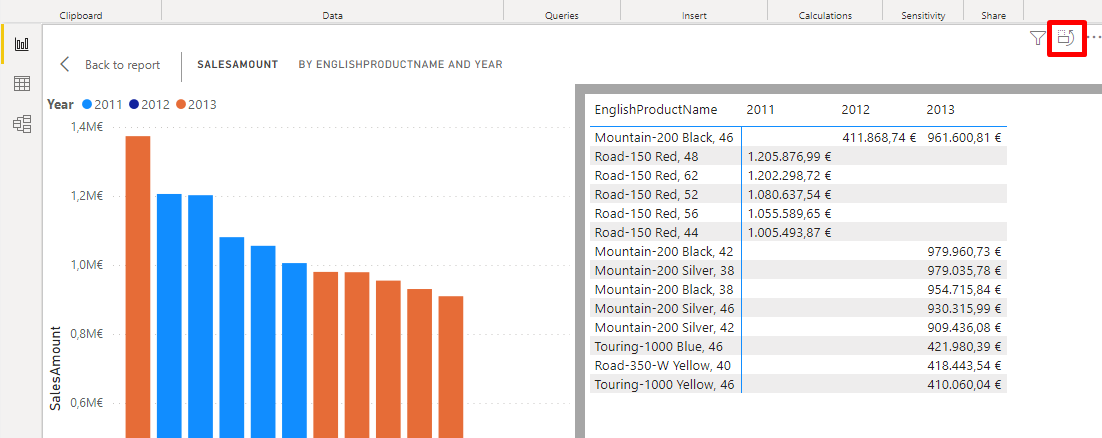 Clipboard Data Queries Insert Calculations Sensitivity Share
Back to report SALESAMOUNT BY ENGLISHPRODUCTNAME AND YEAR
Year 2011 2012 2013
1,4M€
1,2M€
1,0M€
0,8M€
0,6M€
SalesAmount
EnglishProductName 2011 2012 2013
Mountain-200 Black, 46 411.868,74 € 961.600,81 €
Road-150 Red, 48 1.205.876,99 €
Road-150 Red, 62 1.202.298,72 €
Road-150 Red, 52 1.080.637,54 €
Road-150 Red, 56 1.055.589,65 €
Road-150 Red, 44 1.005.493,87 €
Mountain-200 Black, 42 979.960,73 €
Mountain-200 Silver, 38 979.035,78 €
Mountain-200 Black, 38 954.715,84 €
Mountain-200 Silver, 46 930.315,99 €
Mountain-200 Silver, 42 909.436,08 €
Touring-1000 Blue, 46 421.980,39 €
Road-350-W Yellow, 40 418.443,54 €
Touring-1000 Yellow, 46 410.060,04 €